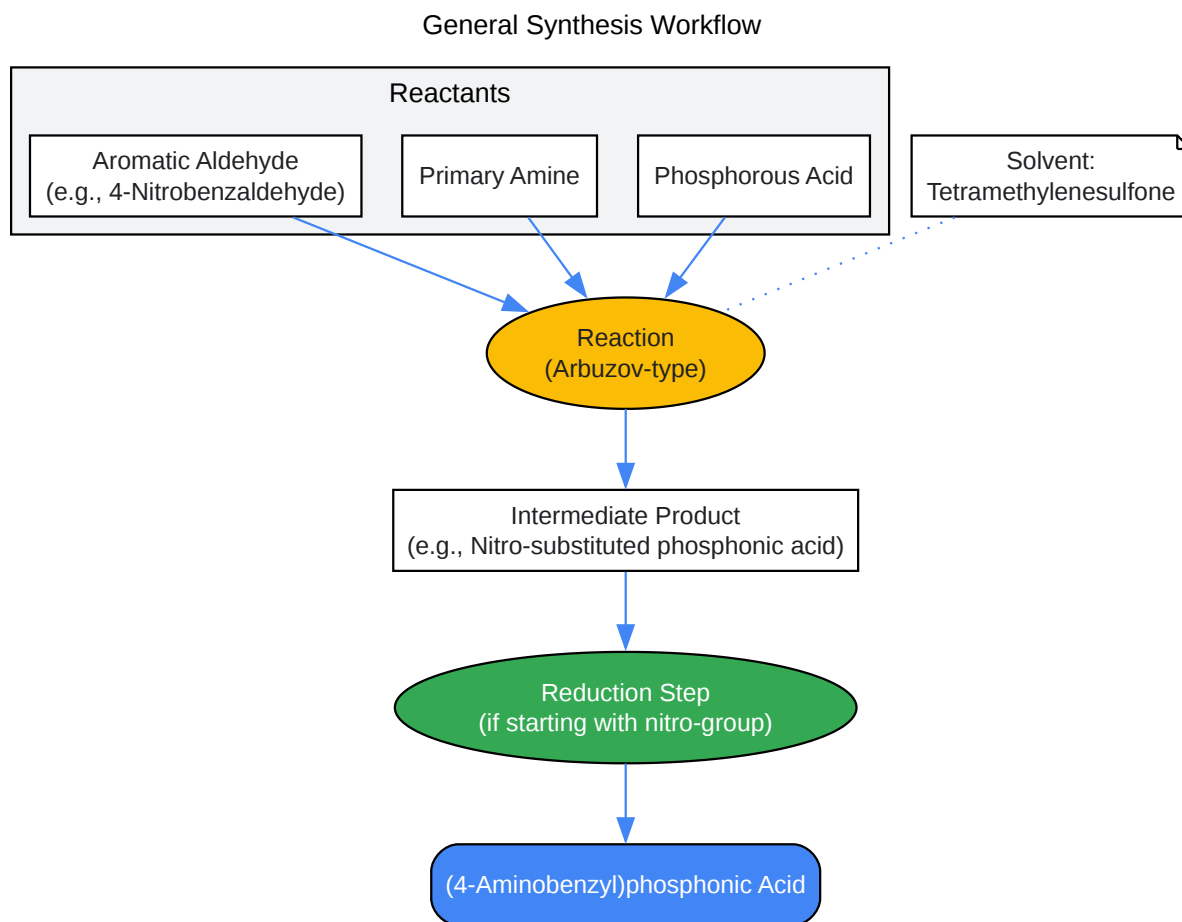 General Synthesis Workflow
Reactants
Aromatic Aldehyde
(e.g., 4-Nitrobenzaldehyde)
Primary Amine
Phosphorous Acid
Solvent:
Tetramethylenesulfone
Reaction
(Arbuzov-type)
Intermediate Product
(e.g., Nitro-substituted phosphonic acid)
Reduction Step
(if starting with nitro-group)
(4-Aminobenzyl)phosphonic Acid